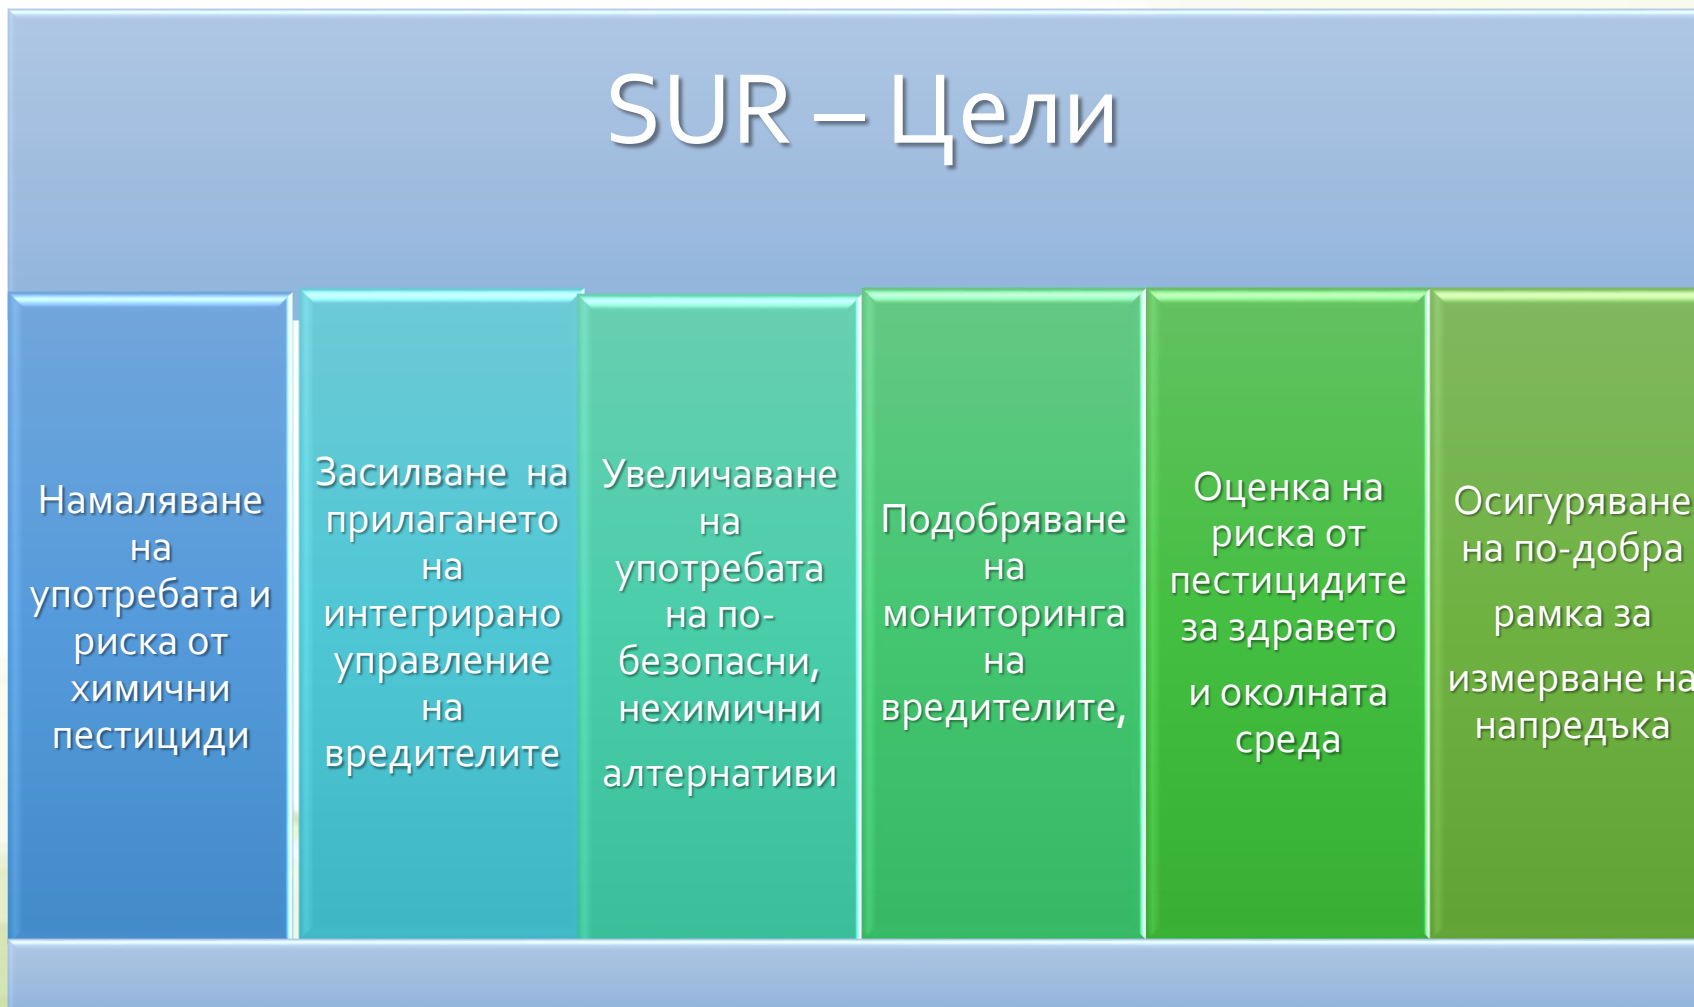 SUR – Цели
Намаляване
на
употребата и
риска от
химични
пестициди
Засилване на
прилагането
на
интегрирано
управление
на
вредителите
Увеличаване
на
употребата
на по-
безопасни,
нехимични
алтернативи
Подобряване
на
мониторинга
на
вредителите,
Оценка на
риска от
пестицидите
за здравето
и околната
среда
Осигуряване
на по-добра
рамка за
измерване на
напредъка